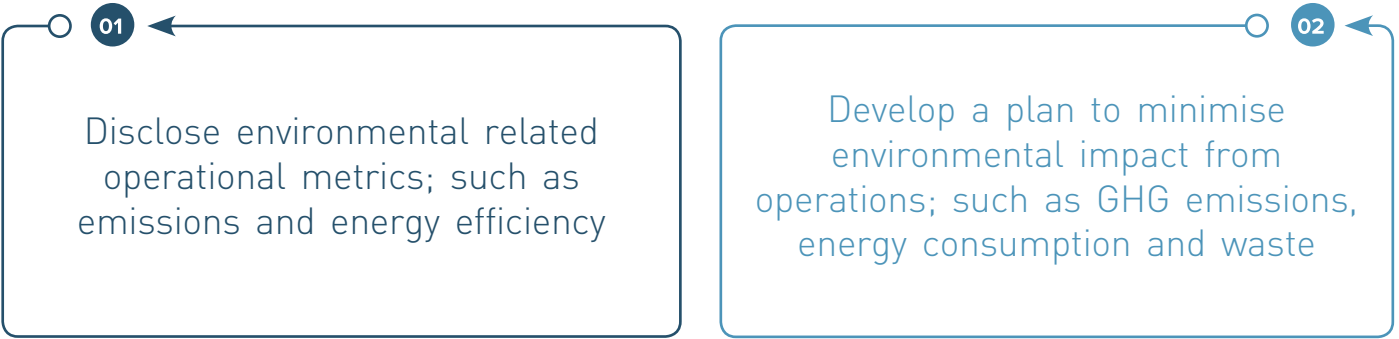 01
Disclose environmental related
operational metrics; such as
emissions and energy efficiency
02
Develop a plan to minimise
environmental impact from
operations; such as GHG emissions,
energy consumption and waste